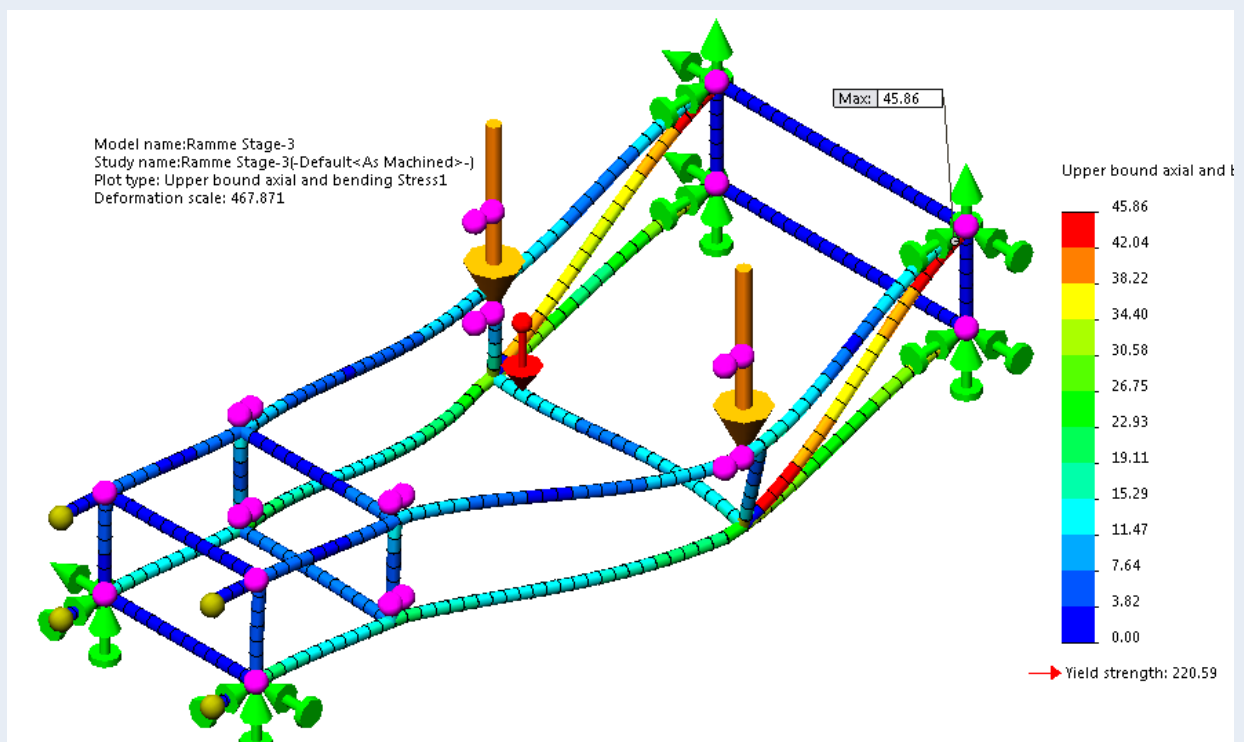 Model name:Ramme Stage-3
Study name:Ramme Stage-3(-Default<As Machined>-)
Plot type: Upper bound axial and bending Stress1
Deformation scale: 467.871
Max: 45.86
Upper bound axial and b
45.86
42.04
38.22
34.40
30.58
26.75
22.93
19.11
15.29
11.47
7.64
3.82
0.00
Yield strength: 220.59